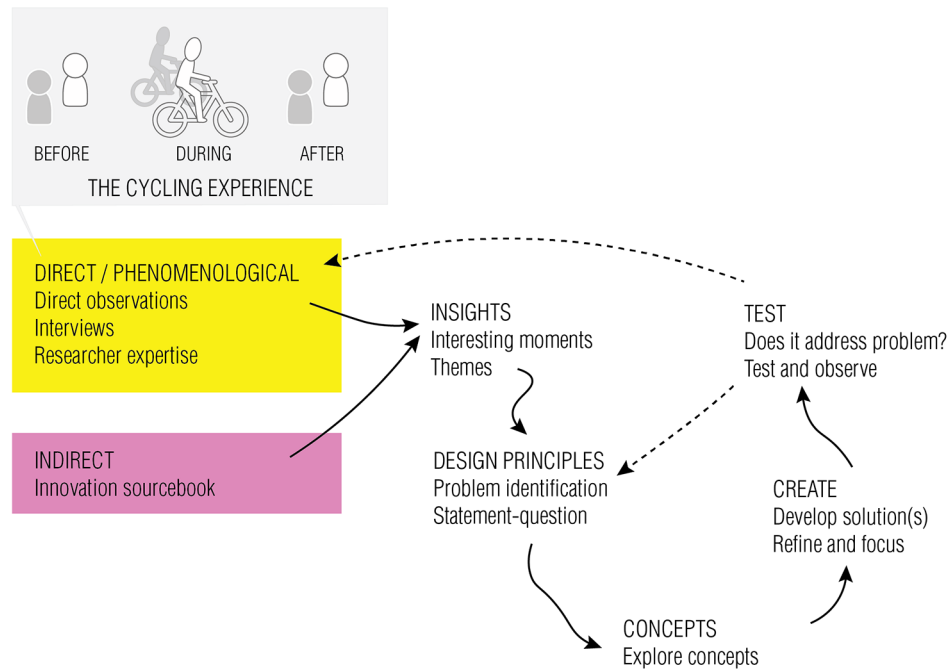 BEFORE
DURING
AFTER
THE CYCLING EXPERIENCE
DIRECT / PHENOMENOLOGICAL
Direct observations
Interviews
Researcher expertise
INDIRECT
Innovation sourcebook
INSIGHTS
Interesting moments
Themes
DESIGN PRINCIPLES
Problem identification
Statement-question
CONCEPTS
Explore concepts
CREATE
Develop solution(s)
Refine and focus
TEST
Does it address problem?
Test and observe